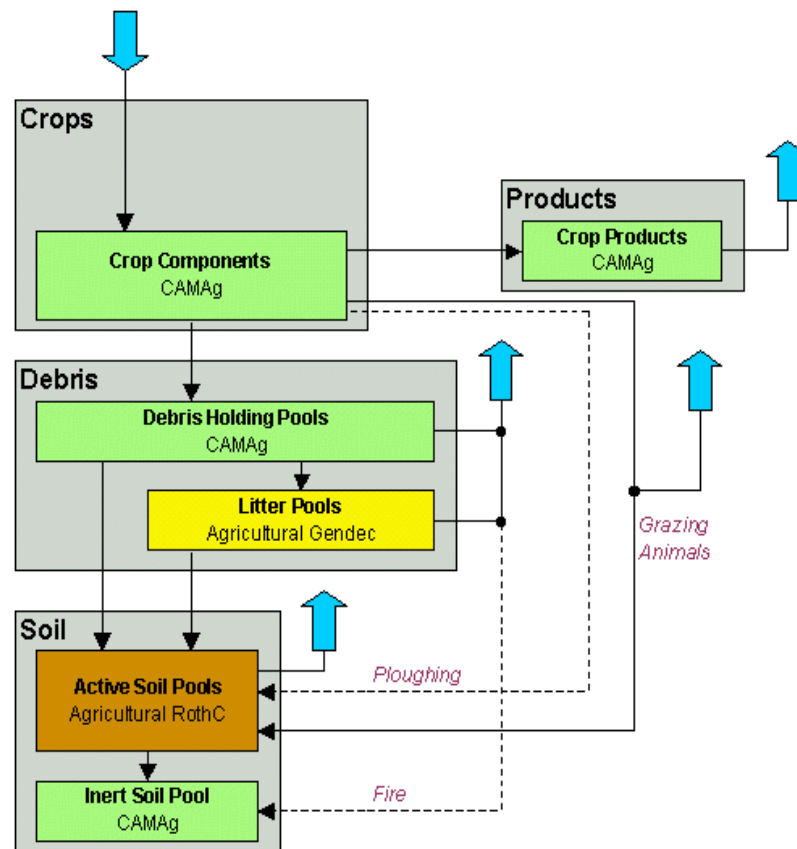 Crops
Crop Components
CAMAg
Products
Crop Products
CAMAg
Debris
Debris Holding Pools
CAMAg
Litter Pools
Agricultural Gendec
Grazing
Animals
Soil
Active Soil Pools
Agricultural RothC
Ploughing
Inert Soil Pool
CAMAg
Fire